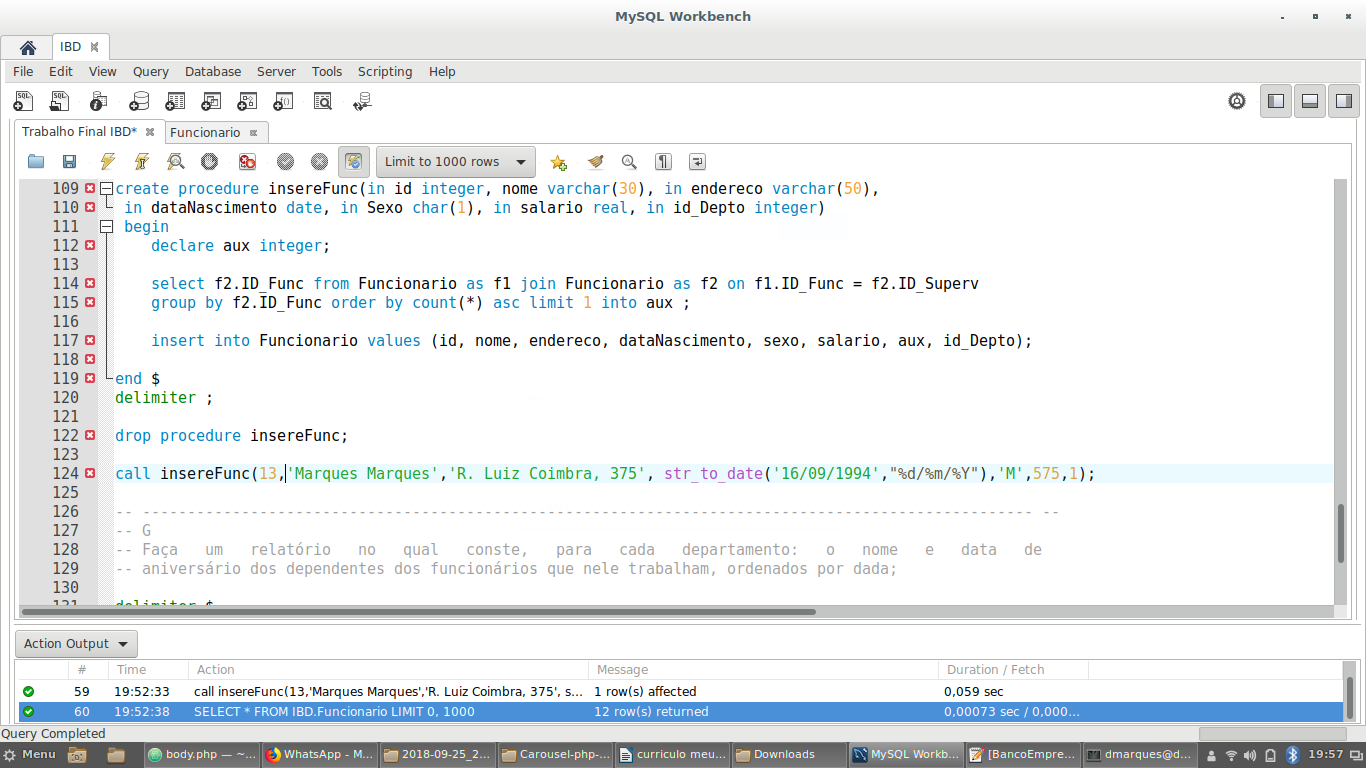 MySQL Workbench
IBD
File Edit View Query Database Server Tools Scripting Help
Trabalho Final IBD* Funcionario
Limit to 1000 rows
109 create procedure insereFunc(in id integer, nome varchar(30), in endereco varchar(50),
110 in dataNascimento date, in Sexo char(1), in salario real, in id_Depto integer)
111 begin
112 declare aux integer;
113
114 select f2.ID_Func from Funcionario as f1 join Funcionario as f2 on f1.ID_Func = f2.ID_Superv
115 group by f2.ID_Func order by count(*) asc limit 1 into aux ;
116
117 insert into Funcionario values (id, nome, endereco, dataNascimento, sexo, salario, aux, id_Depto);
118
119 end $
120 delimiter ;
121
122 drop procedure insereFunc;
123
124 call insereFunc(13,'Marques Marques','R. Luiz Coimbra, 375', str_to_date('16/09/1994',"%d/%m/%Y"),'M',575,1);
125
126 -- --------------------------------------------------------------------------------------------------- --
127 -- G
128 -- Faça um relatório no qual conste, para cada departamento: o nome e data de
129 -- aniversário dos dependentes dos funcionários que nele trabalham, ordenados por dada;
130
131 delimiter $
Action Output
# Time Action Message Duration / Fetch
59 19:52:33 call insereFunc(13,'Marques Marques','R. Luiz Coimbra, 375', s... 1 row(s) affected 0,059 sec
60 19:52:38 SELECT * FROM IBD.Funcionario LIMIT 0, 1000 12 row(s) returned 0,00073 sec / 0,000...
Query Completed
Menu body.php — ~... WhatsApp - M... 2018-09-25_2... Carousel-php-... curriculo meu... Downloads MySQL Workb... [BancoEmpre... dmarques@d... 19:57